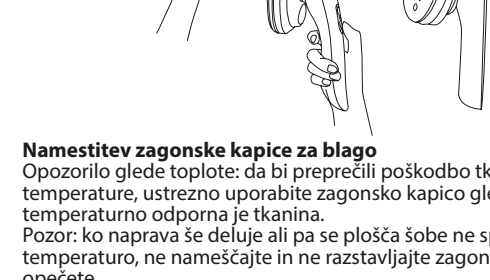 Namestitev zagonske kapice za blago
Opozorilo glede toplote: da bi preprečili poškodbo
temperature, ustrezno uporabite zagonsko kapico
temperaturno odporna je tkanina.
Pozor: ko naprava še deluje ali pa se plošča šobe ne
temperaturo, ne nameščajte in ne razstavljajte
opečete